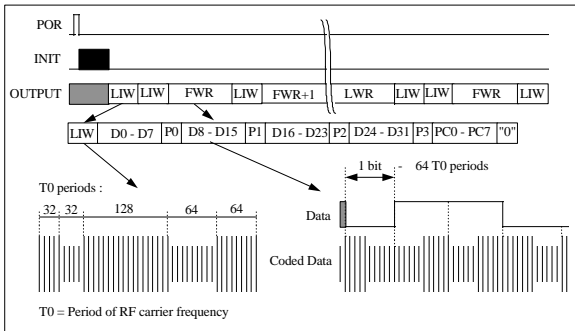 POR
INIT
OUTPUT LIW LIW FWR LIW FWR+1 LWR LIW LIW FWR LIW
LIW D0 - D7 P0 D8 - D15 P1 D16 - D23 P2 D24 - D31 P3 PC0 - PC7 "0"
1 bit - 64 T0 periods
T0 periods :
32 32 128 64 64
Data
Coded Data
T0 = Period of RF carrier frequency